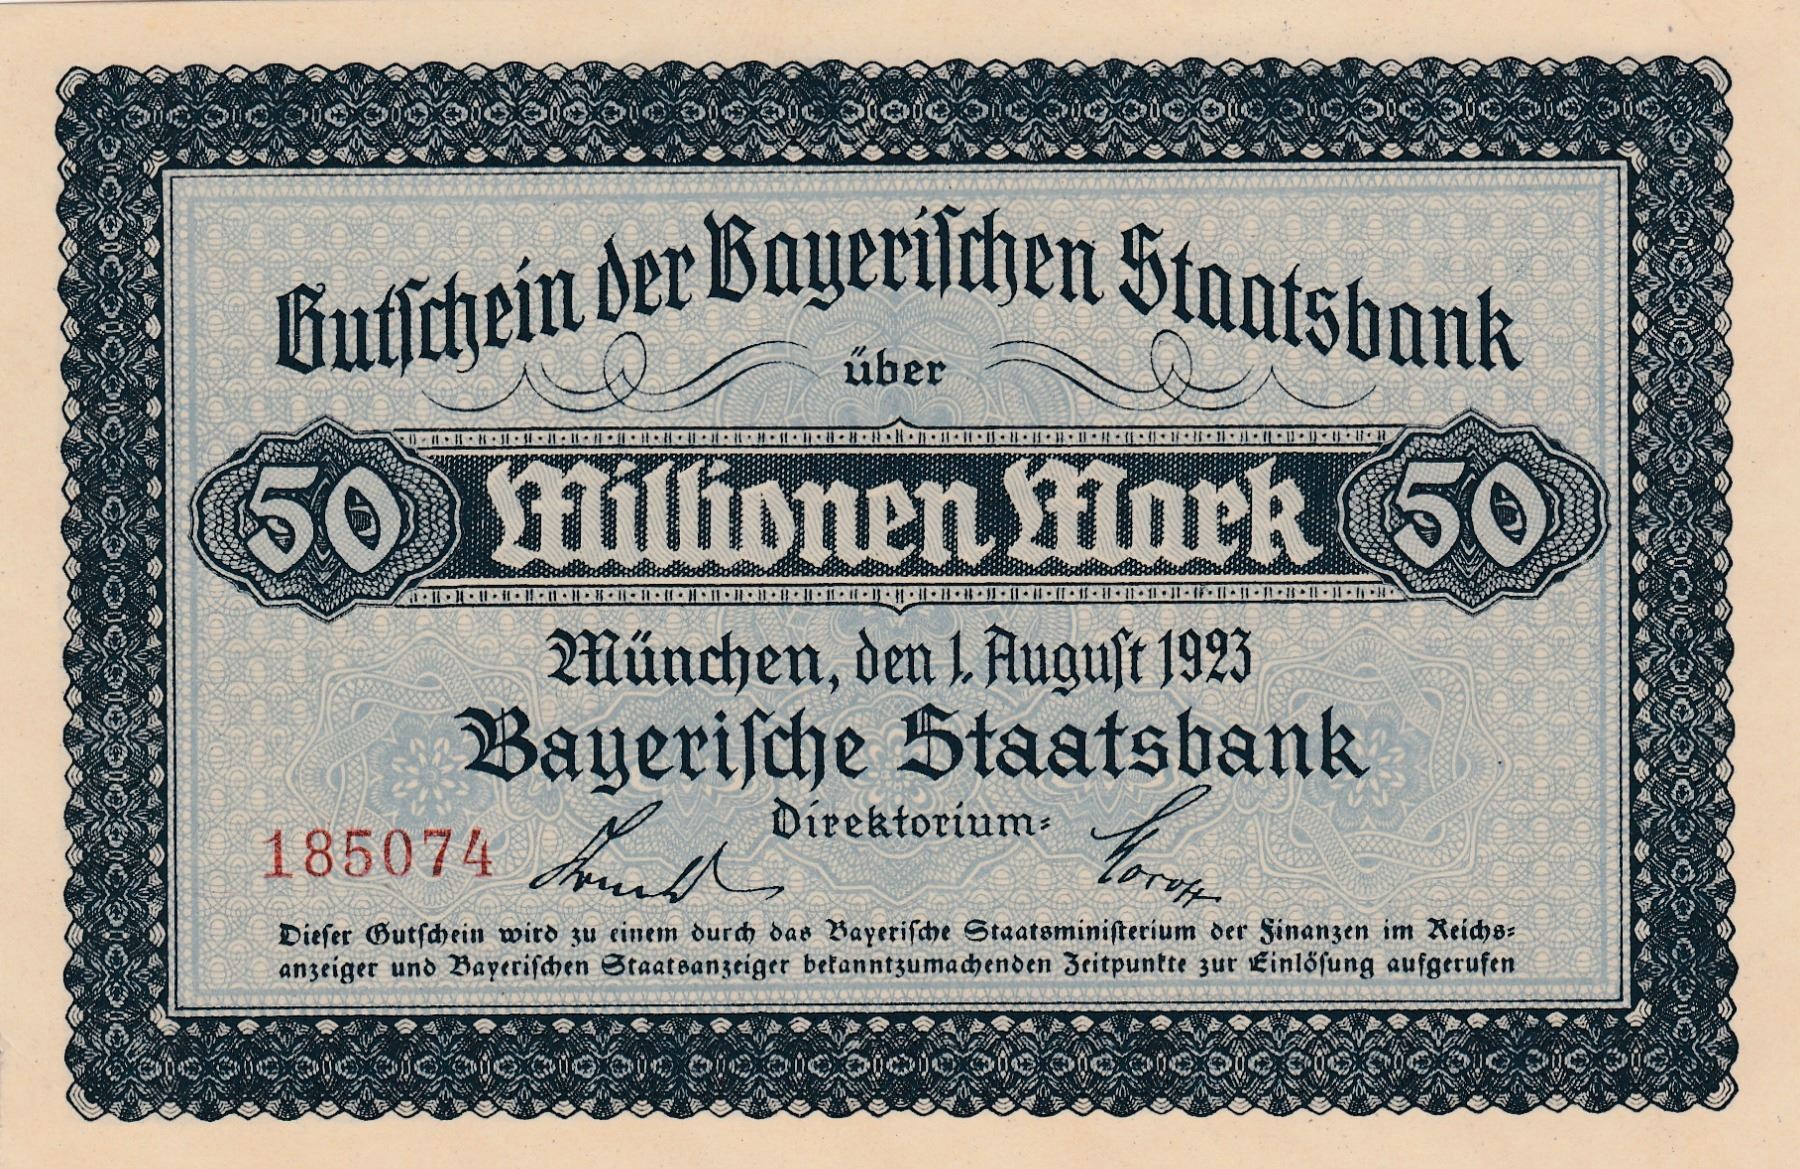 Gutschein der Bayerischen Staatsbank
über
50 Millionen Mark 50
München, den 1. August 1923
Bayerische Staatsbank
Direktorium
185074
Dieser Gutschein wird zu einem durch das Bayerische Staatsministerium der Finanzen im Reichs-
anzeiger und Bayerischen Staatsanzeiger bekanntzumachenden Zeitpunkte zur Einlösung aufgerufen